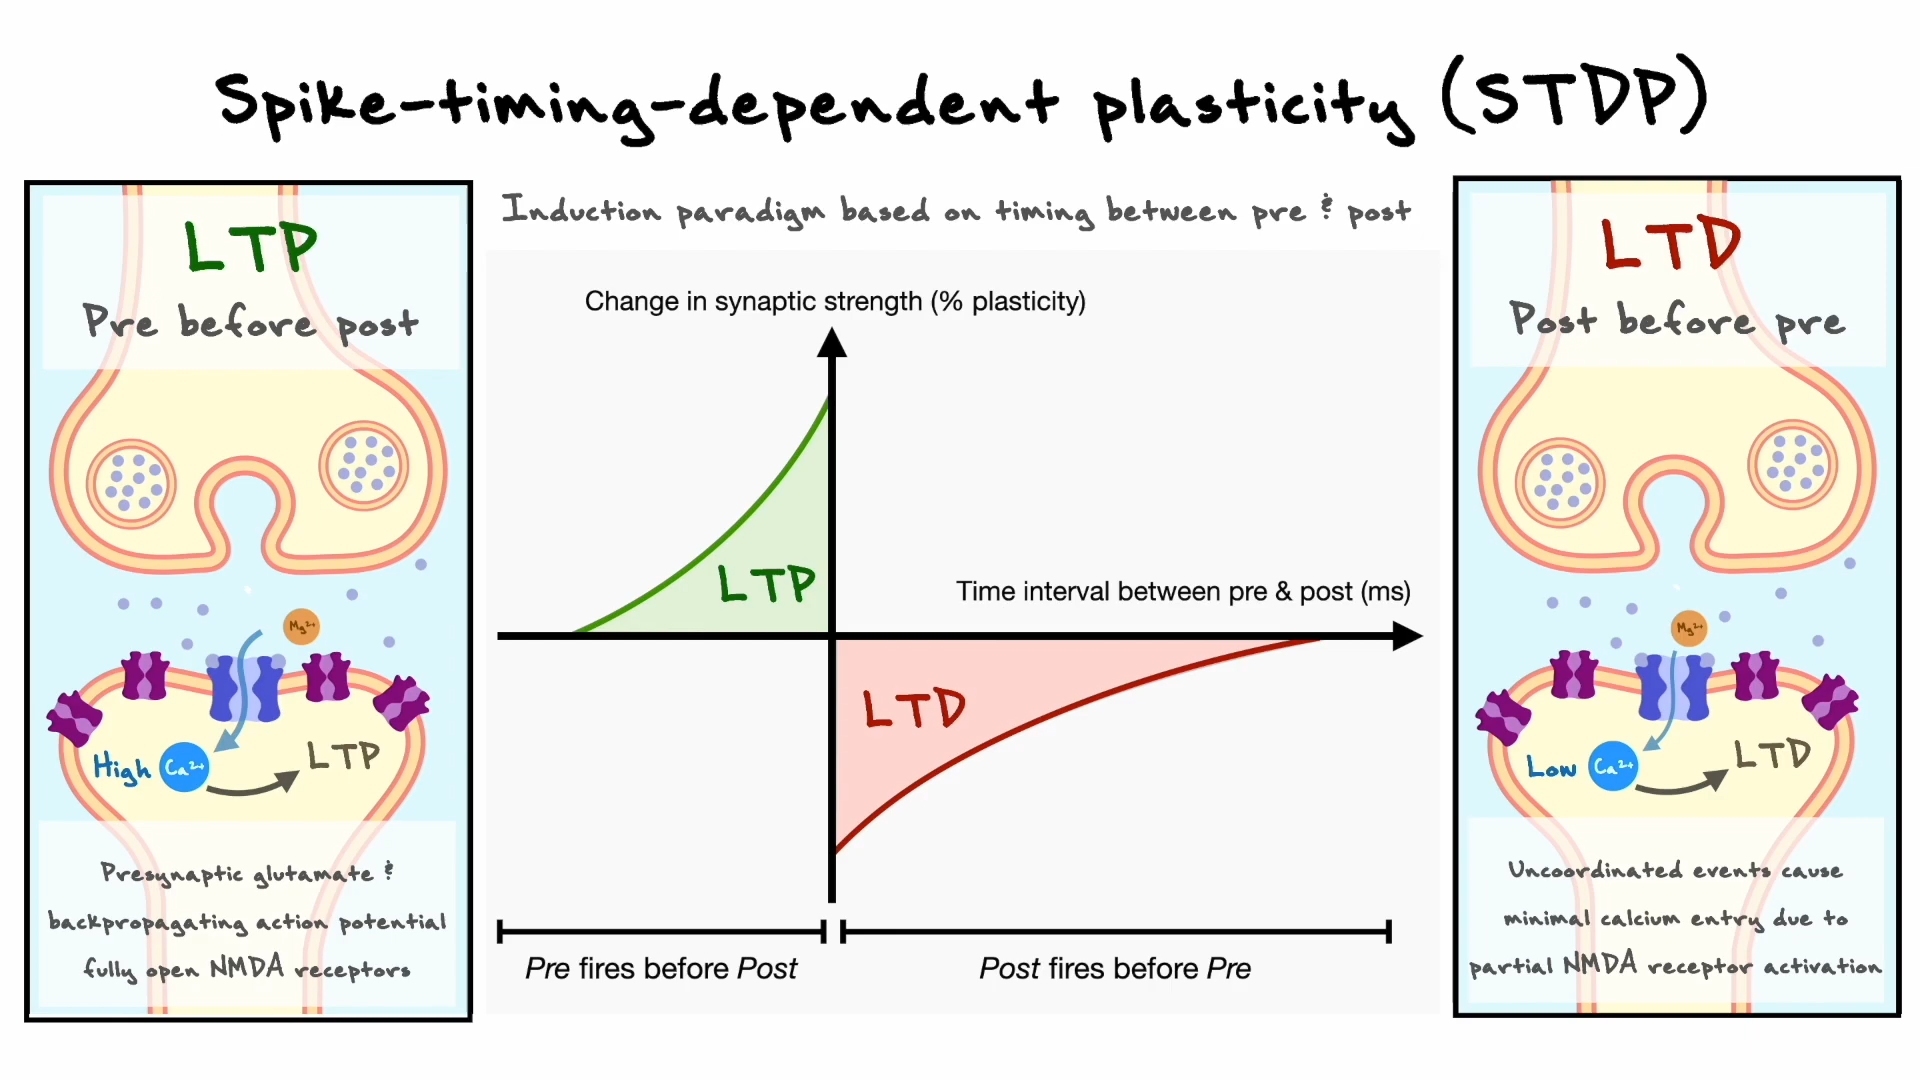 Spike-timing-dependent plasticity (STDP)
LTP
Pre before post
Mg²⁺
High Ca²⁺
LTP
Presynaptic glutamate &
backpropagating action potential
fully open NMDA receptors
Induction paradigm based on timing between pre & post
Change in synaptic strength (% plasticity)
LTP
Time interval between pre & post (ms)
LTD
Pre fires before Post
Post fires before Pre
LTD
Post before pre
Mg²⁺
Low Ca²⁺
LTD
Uncoordinated events cause
minimal calcium entry due to
partial NMDA receptor activation